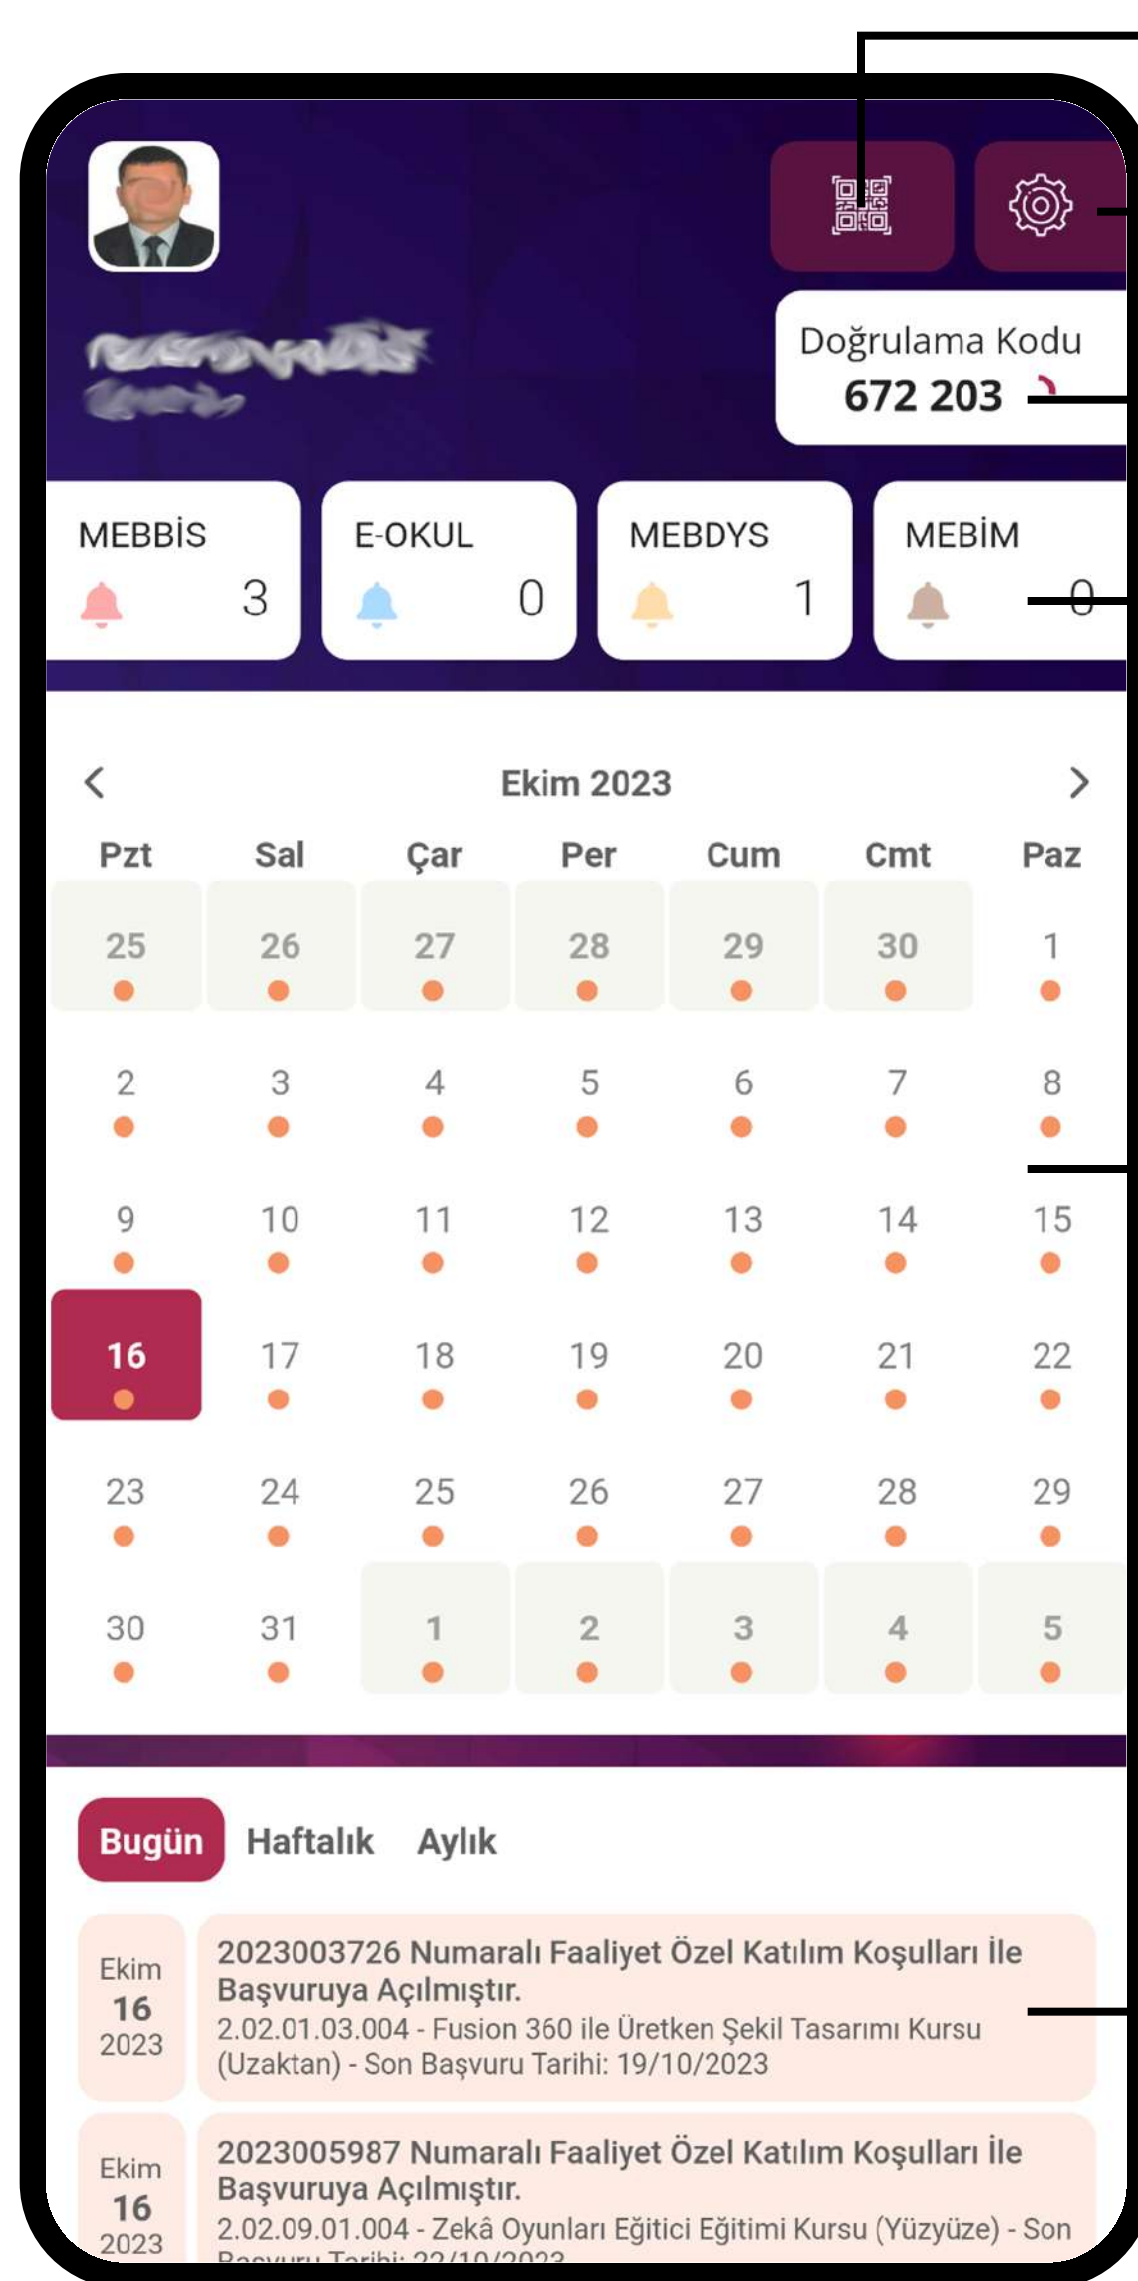 Doğrulama Kodu
672 203
MEBBİS E-OKUL MEBDYS MEBİM
3 0 1 0
Ekim 2023
Pzt Sal Çar Per Cum Cmt Paz
25 26 27 28 29 30 1
2 3 4 5 6 7 8
9 10 11 12 13 14 15
16 17 18 19 20 21 22
23 24 25 26 27 28 29
30 31 1 2 3 4 5
Bugün Haftalık Aylık
Ekim
16
2023
2023003726 Numaralı Faaliyet Özel Katılım Koşulları İle
Başvuruya Açılmıştır.
2.02.01.03.004 - Fusion 360 ile Üretken Şekil Tasarımı Kursu
(Uzaktan) - Son Başvuru Tarihi: 19/10/2023
Ekim
16
2023
2023005987 Numaralı Faaliyet Özel Katılım Koşulları İle
Başvuruya Açılmıştır.
2.02.09.01.004 - Zekâ Oyunları Eğitici Eğitimi Kursu (Yüzyüze) - Son
Başvuru Tarihi: 22/10/2023